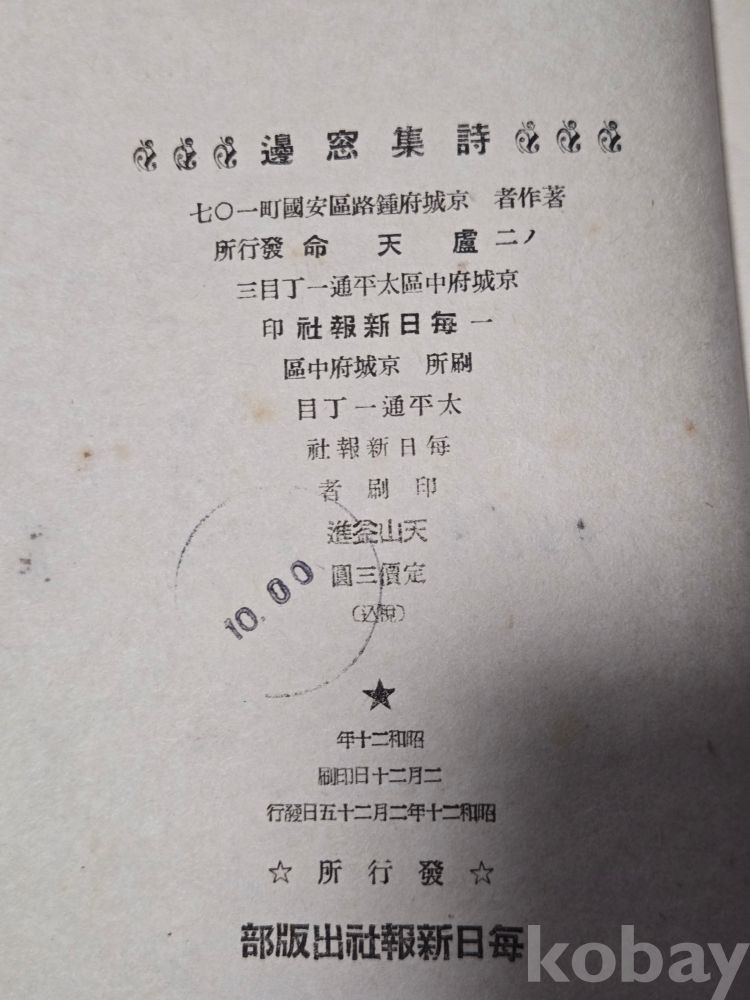 詩集窓邊
著作者 京城府鍾路區安國町一〇七
ノ二 盧天命 發行所
京城府中區太平通一丁目三
一 每日新報社 印
刷所 京城府中區
太平通一丁目
每日新報社
印刷者
天山釜進
定價三圓
(稅込)
10.00
★
昭和二十年
二月二十日印刷
昭和二十年二月二十五日發行
☆ 發行所 ☆
每日新報社出版部
kobay